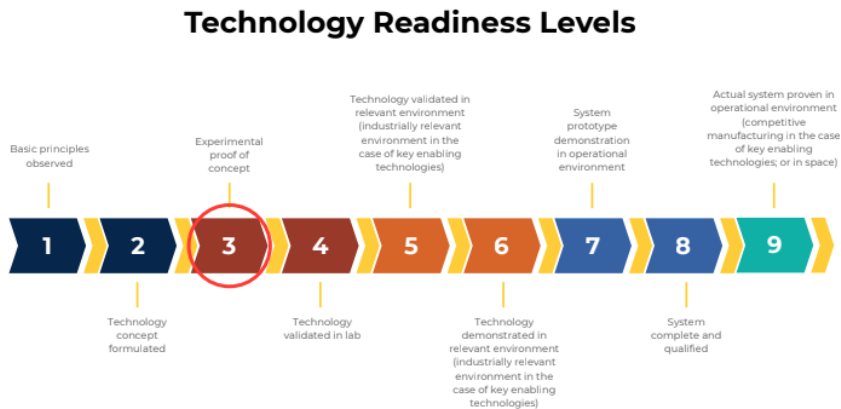 Technology Readiness Levels
Basic principles
observed
Experimental
proof of
concept
Technology validated in
relevant environment
(industrially relevant
environment in the
case of key enabling
technologies)
System
prototype
demonstration
in operational
environment
Actual system proven in
operational environment
(competitive
manufacturing in the case
of key enabling
technologies; or in space)
1 2 3 4 5 6 7 8 9
Technology
concept
formulated
Technology
validated in lab
Technology
demonstrated in
relevant environment
(industrially relevant
environment in the
case of key enabling
technologies)
System
complete and
qualified